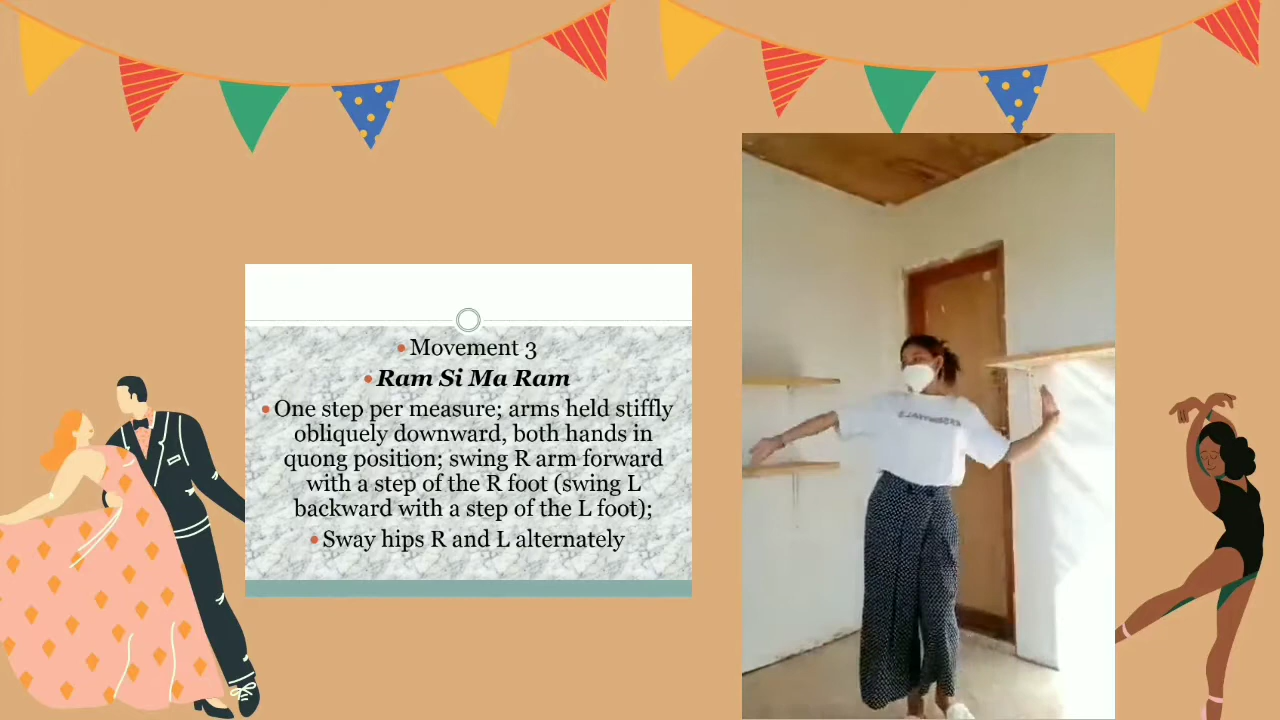 Movement 3
Ram Si Ma Ram
One step per measure; arms held stiffly
obliquely downward, both hands in
quong position; swing R arm forward
with a step of the R foot (swing L
backward with a step of the L foot);
Sway hips R and L alternately